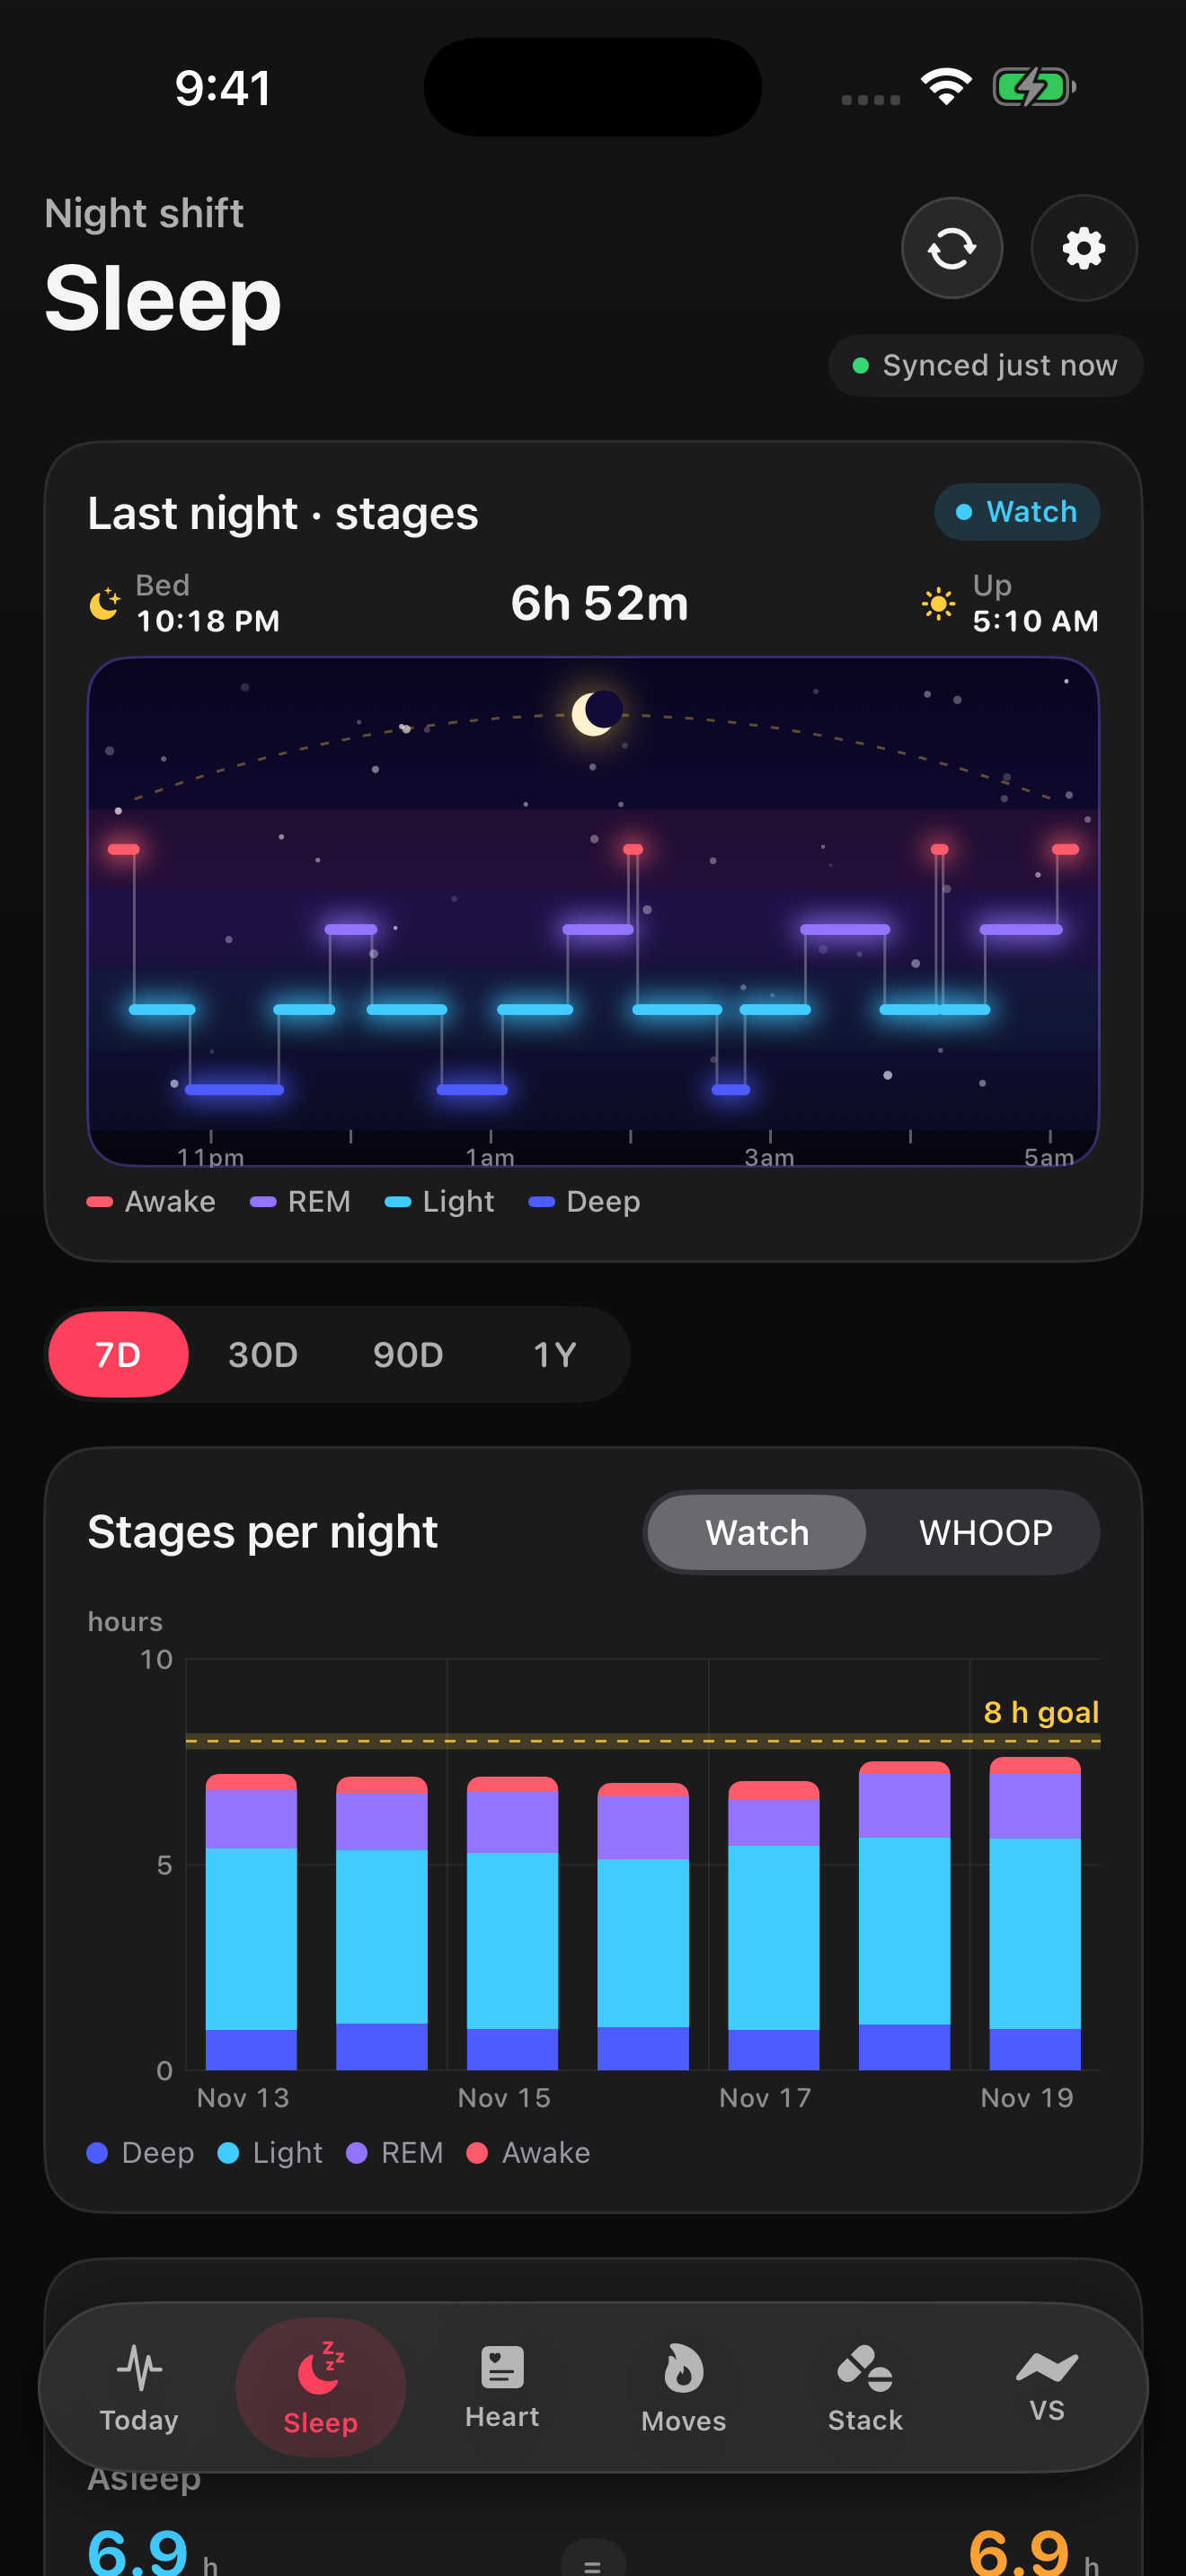 9:41
Night shift
Sleep
Synced just now
Last night · stages
Watch
Bed
10:18 PM
6h 52m
Up
5:10 AM
11pm
1am
3am
5am
Awake
REM
Light
Deep
7D
30D
90D
1Y
Stages per night
Watch
WHOOP
hours
10
8 h goal
5
0
Nov 13
Nov 15
Nov 17
Nov 19
Deep
Light
REM
Awake
Today
Sleep
Heart
Moves
Stack
VS
Asleep
6.9 h
=
6.9 h